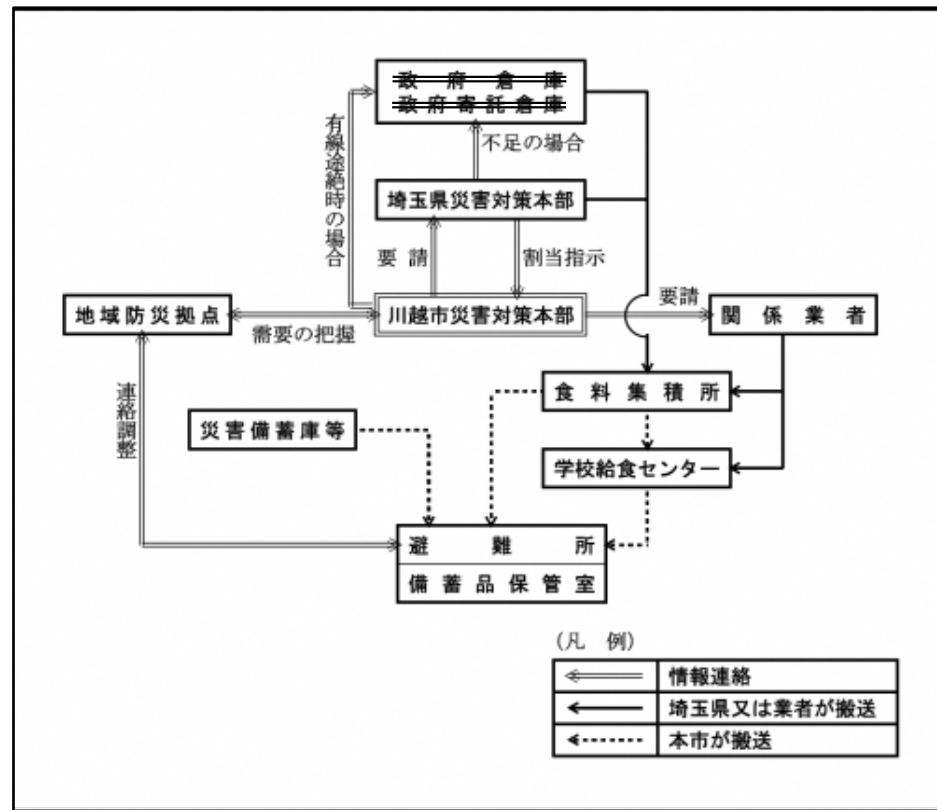 政府倉庫
政府寄託倉庫
有線途絶時の場合
不足の場合
埼玉県災害対策本部
要請
割当指示
要請
地域防災拠点
川越市災害対策本部
関係業者
需要の把握
連絡調整
食料集積所
災害備蓄庫等
学校給食センター
避難所
備蓄品保管室
(凡 例)
情報連絡
埼玉県又は業者が搬送
本市が搬送